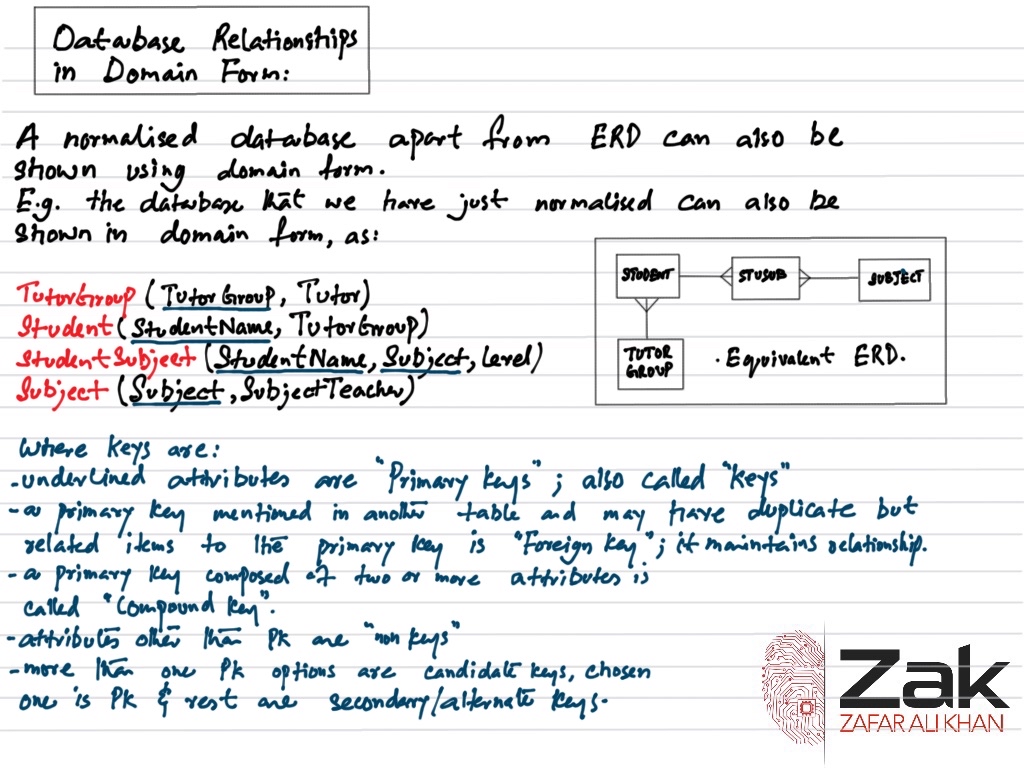 Database Relationships
in Domain Form:
A normalised database apart from ERD can also be
shown using domain form.
E.g. the database that we have just normalised can also be
shown in domain form, as:
TutorGroup (TutorGroup, Tutor)
Student (StudentName, TutorGroup)
StudentSubject (StudentName, Subject, Level)
Subject (Subject, SubjectTeacher)
STUDENT STUSUB SUBJECT
TUTOR
GROUP
. Equivalent ERD.
Where keys are:
- underlined attributes are "Primary keys"; also called "keys"
- a primary key mentioned in another table and may have duplicate but
related items to the primary key is "Foreign key"; it maintains relationship.
- a primary key composed of two or more attributes is
called "Compound key".
- attributes other than PK are "non keys"
- more than one PK options are candidate keys, chosen
one is PK & rest are secondary/alternate keys.
Zak
ZAFAR ALI KHAN